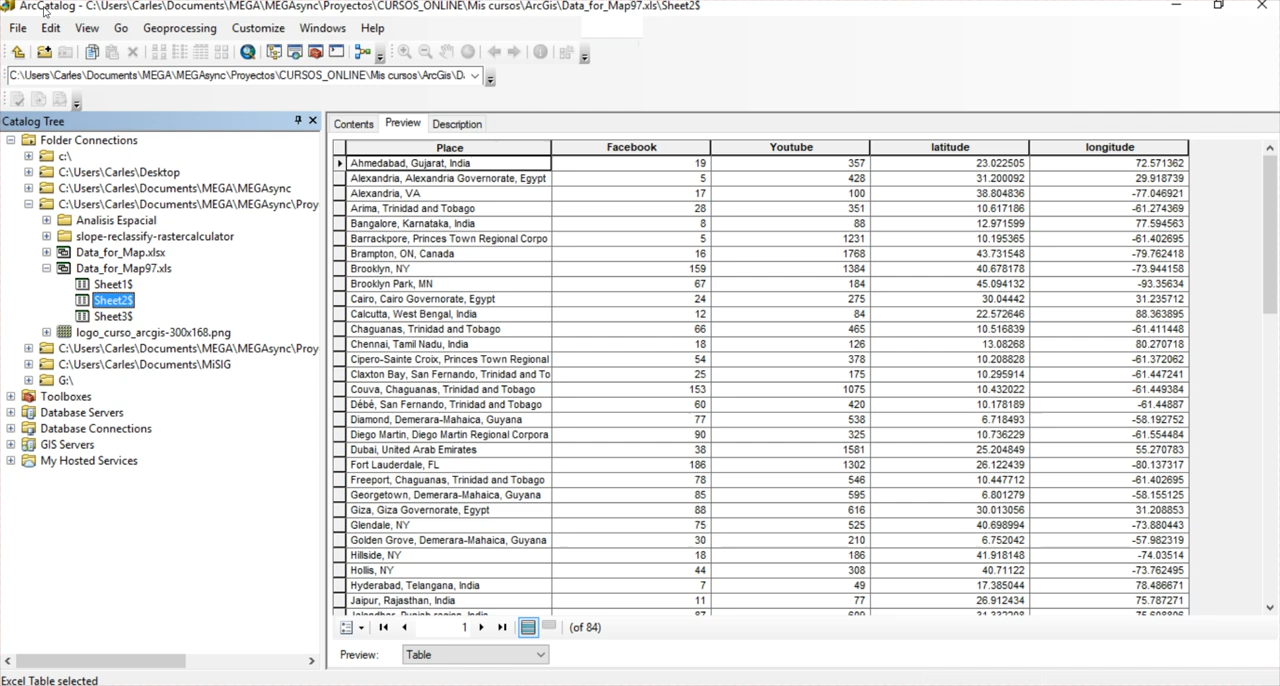 ArcCatalog - C:\Users\Carles\Documents\MEGA\MEGAsync\Proyectos\CURSOS_ONLINE\Mis cursos\ArcGis\Data_for_Map97.xls\Sheet2$
File Edit View Go Geoprocessing Customize Windows Help
C:\Users\Carles\Documents\MEGA\MEGAsync\Proyectos\CURSOS_ONLINE\Mis cursos\ArcGis\D.
Catalog Tree
Folder Connections
c:\
C:\Users\Carles\Desktop
C:\Users\Carles\Documents\MEGA\MEGAsync
C:\Users\Carles\Documents\MEGA\MEGAsync\Proy
Analisis Espacial
slope-reclassify-rastercalculator
Data_for_Map.xlsx
Data_for_Map97.xls
Sheet1$
Sheet2$
Sheet3$
logo_curso_arcgis-300x168.png
C:\Users\Carles\Documents\MEGA\MEGAsync\Proy
C:\Users\Carles\Documents\MiSIG
G:\
Toolboxes
Database Servers
Database Connections
GIS Servers
My Hosted Services
Contents Preview Description
Place Facebook Youtube latitude longitude
Ahmedabad, Gujarat, India 19 357 23.022505 72.571362
Alexandria, Alexandria Governorate, Egypt 5 428 31.200092 29.918739
Alexandria, VA 17 100 38.804836 -77.046921
Arima, Trinidad and Tobago 28 351 10.617186 -61.274369
Bangalore, Karnataka, India 8 88 12.971599 77.594563
Barrackpore, Princes Town Regional Corpo 5 1231 10.195365 -61.402695
Brampton, ON, Canada 16 1768 43.731548 -79.762418
Brooklyn, NY 159 1384 40.678178 -73.944158
Brooklyn Park, MN 67 184 45.094132 -93.35634
Cairo, Cairo Governorate, Egypt 24 275 30.04442 31.235712
Calcutta, West Bengal, India 12 84 22.572646 88.363895
Chaguanas, Trinidad and Tobago 66 465 10.516839 -61.411448
Chennai, Tamil Nadu, India 18 126 13.08268 80.270718
Cipero-Sainte Croix, Princes Town Regional 54 378 10.208828 -61.372062
Claxton Bay, San Fernando, Trinidad and To 25 175 10.295914 -61.447241
Couva, Chaguanas, Trinidad and Tobago 153 1075 10.432022 -61.449384
Débé, San Fernando, Trinidad and Tobago 60 420 10.178189 -61.44887
Diamond, Demerara-Mahaica, Guyana 77 538 6.718493 -58.192752
Diego Martin, Diego Martin Regional Corpora 90 325 10.736229 -61.554484
Dubai, United Arab Emirates 38 1581 25.204849 55.270783
Fort Lauderdale, FL 186 1302 26.122439 -80.137317
Freeport, Chaguanas, Trinidad and Tobago 78 546 10.447712 -61.402695
Georgetown, Demerara-Mahaica, Guyana 85 595 6.801279 -58.155125
Giza, Giza Governorate, Egypt 88 616 30.013056 31.208853
Glendale, NY 75 525 40.698994 -73.880443
Golden Grove, Demerara-Mahaica, Guyana 30 210 6.752042 -57.982319
Hillside, NY 18 186 41.918148 -74.03514
Hollis, NY 44 308 40.71122 -73.762495
Hyderabad, Telangana, India 7 49 17.385044 78.486671
Jaipur, Rajasthan, India 11 77 26.912434 75.787271
1 (of 84)
Preview: Table
Excel Table selected